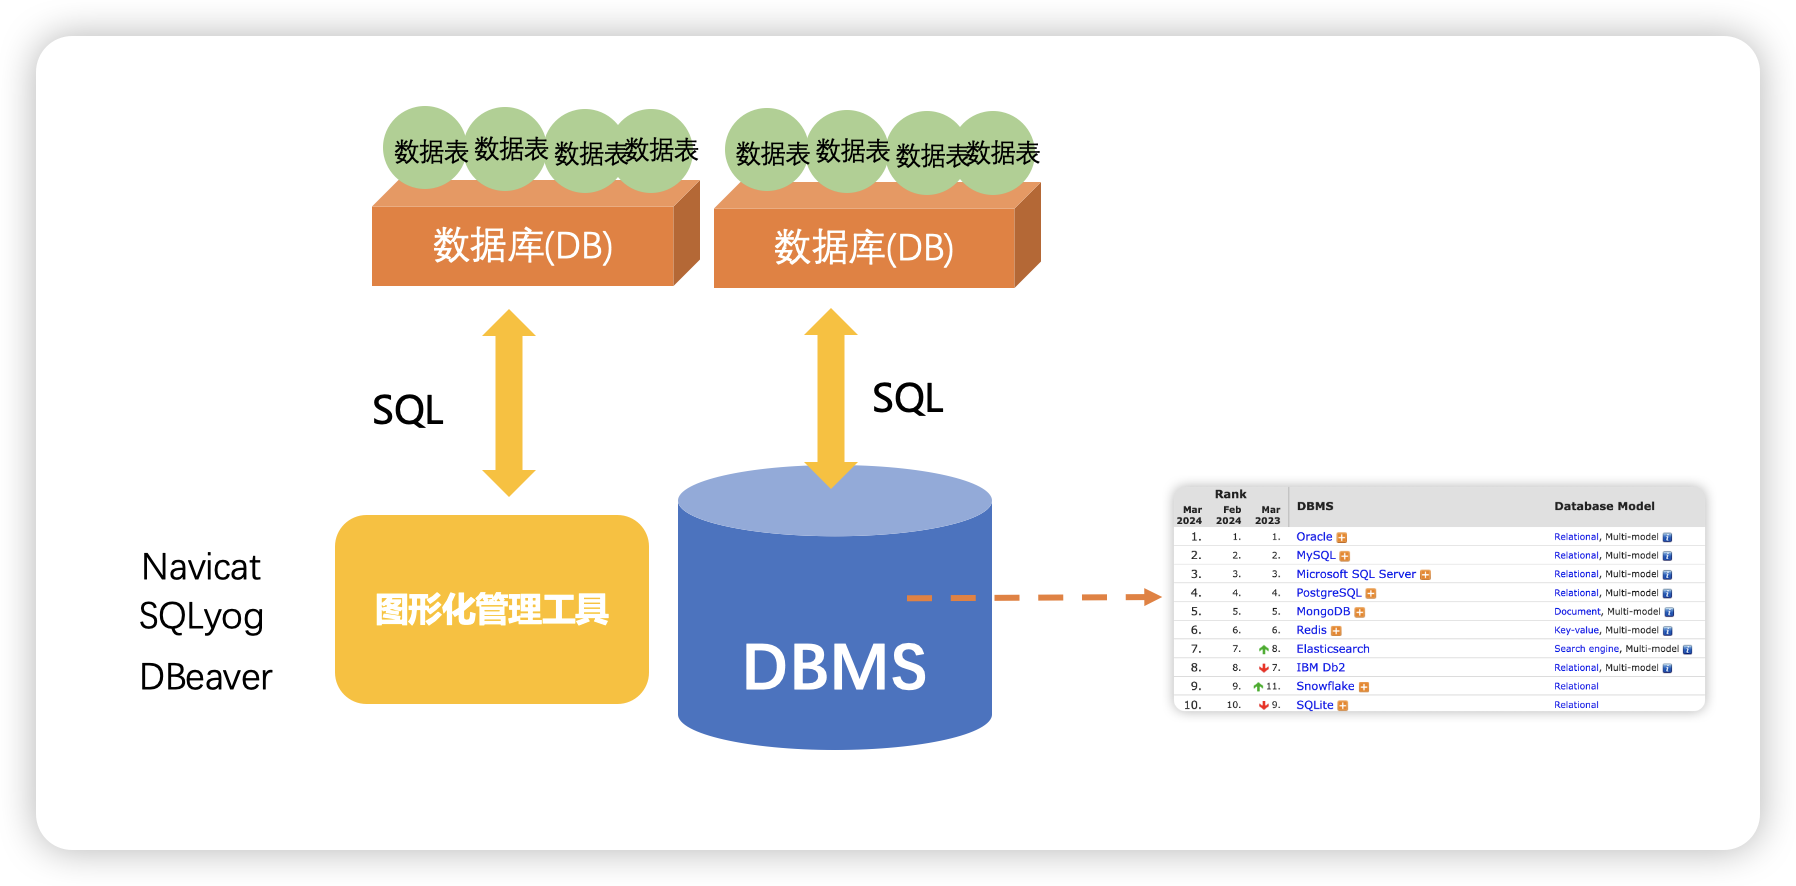 数据表 数据表 数据表 数据表
数据表 数据表 数据表 数据表
数据库(DB)
数据库(DB)
SQL
SQL
Navicat
SQLyog
DBeaver
图形化管理工具
DBMS
Rank
Mar 2024 Feb 2024 Mar 2023 DBMS Database Model
1. 1. 1. Oracle Relational, Multi-model
2. 2. 2. MySQL Relational, Multi-model
3. 3. 3. Microsoft SQL Server Relational, Multi-model
4. 4. 4. PostgreSQL Relational, Multi-model
5. 5. 5. MongoDB Document, Multi-model
6. 6. 6. Redis Key-value, Multi-model
7. 7. 8. Elasticsearch Search engine, Multi-model
8. 8. 7. IBM Db2 Relational, Multi-model
9. 9. 11. Snowflake Relational
10. 10. 9. SQLite Relational